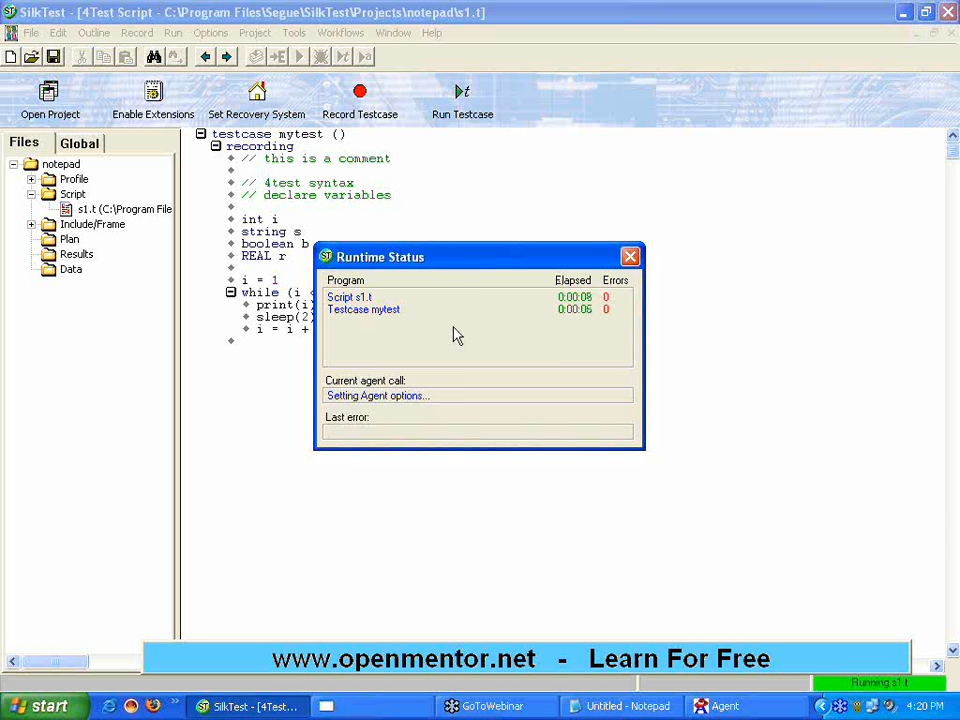 SilkTest - [4Test Script - C:\Program Files\Segue\SilkTest\Projects\notepad\s1.t]
File Edit Outline Record Run Options Project Tools Workflows Window Help
Open Project Enable Extensions Set Recovery System Record Testcase Run Testcase
Files Global
notepad
Profile
Script
s1.t (C:\Program File
Include/Frame
Plan
Results
Data
testcase mytest ()
recording
// this is a comment
// 4test syntax
// declare variables
int i
string s
boolean b
REAL r
i = 1
while (i <
print(i)
sleep(2)
i = i +
Runtime Status
Program Elapsed Errors
Script s1.t 0:00:08 0
Testcase mytest 0:00:06 0
Current agent call:
Setting Agent options...
Last error:
www.openmentor.net - Learn For Free
Running s1.t
start
SilkTest - [4Test...
GoToWebinar
Untitled - Notepad
Agent
4:20 PM